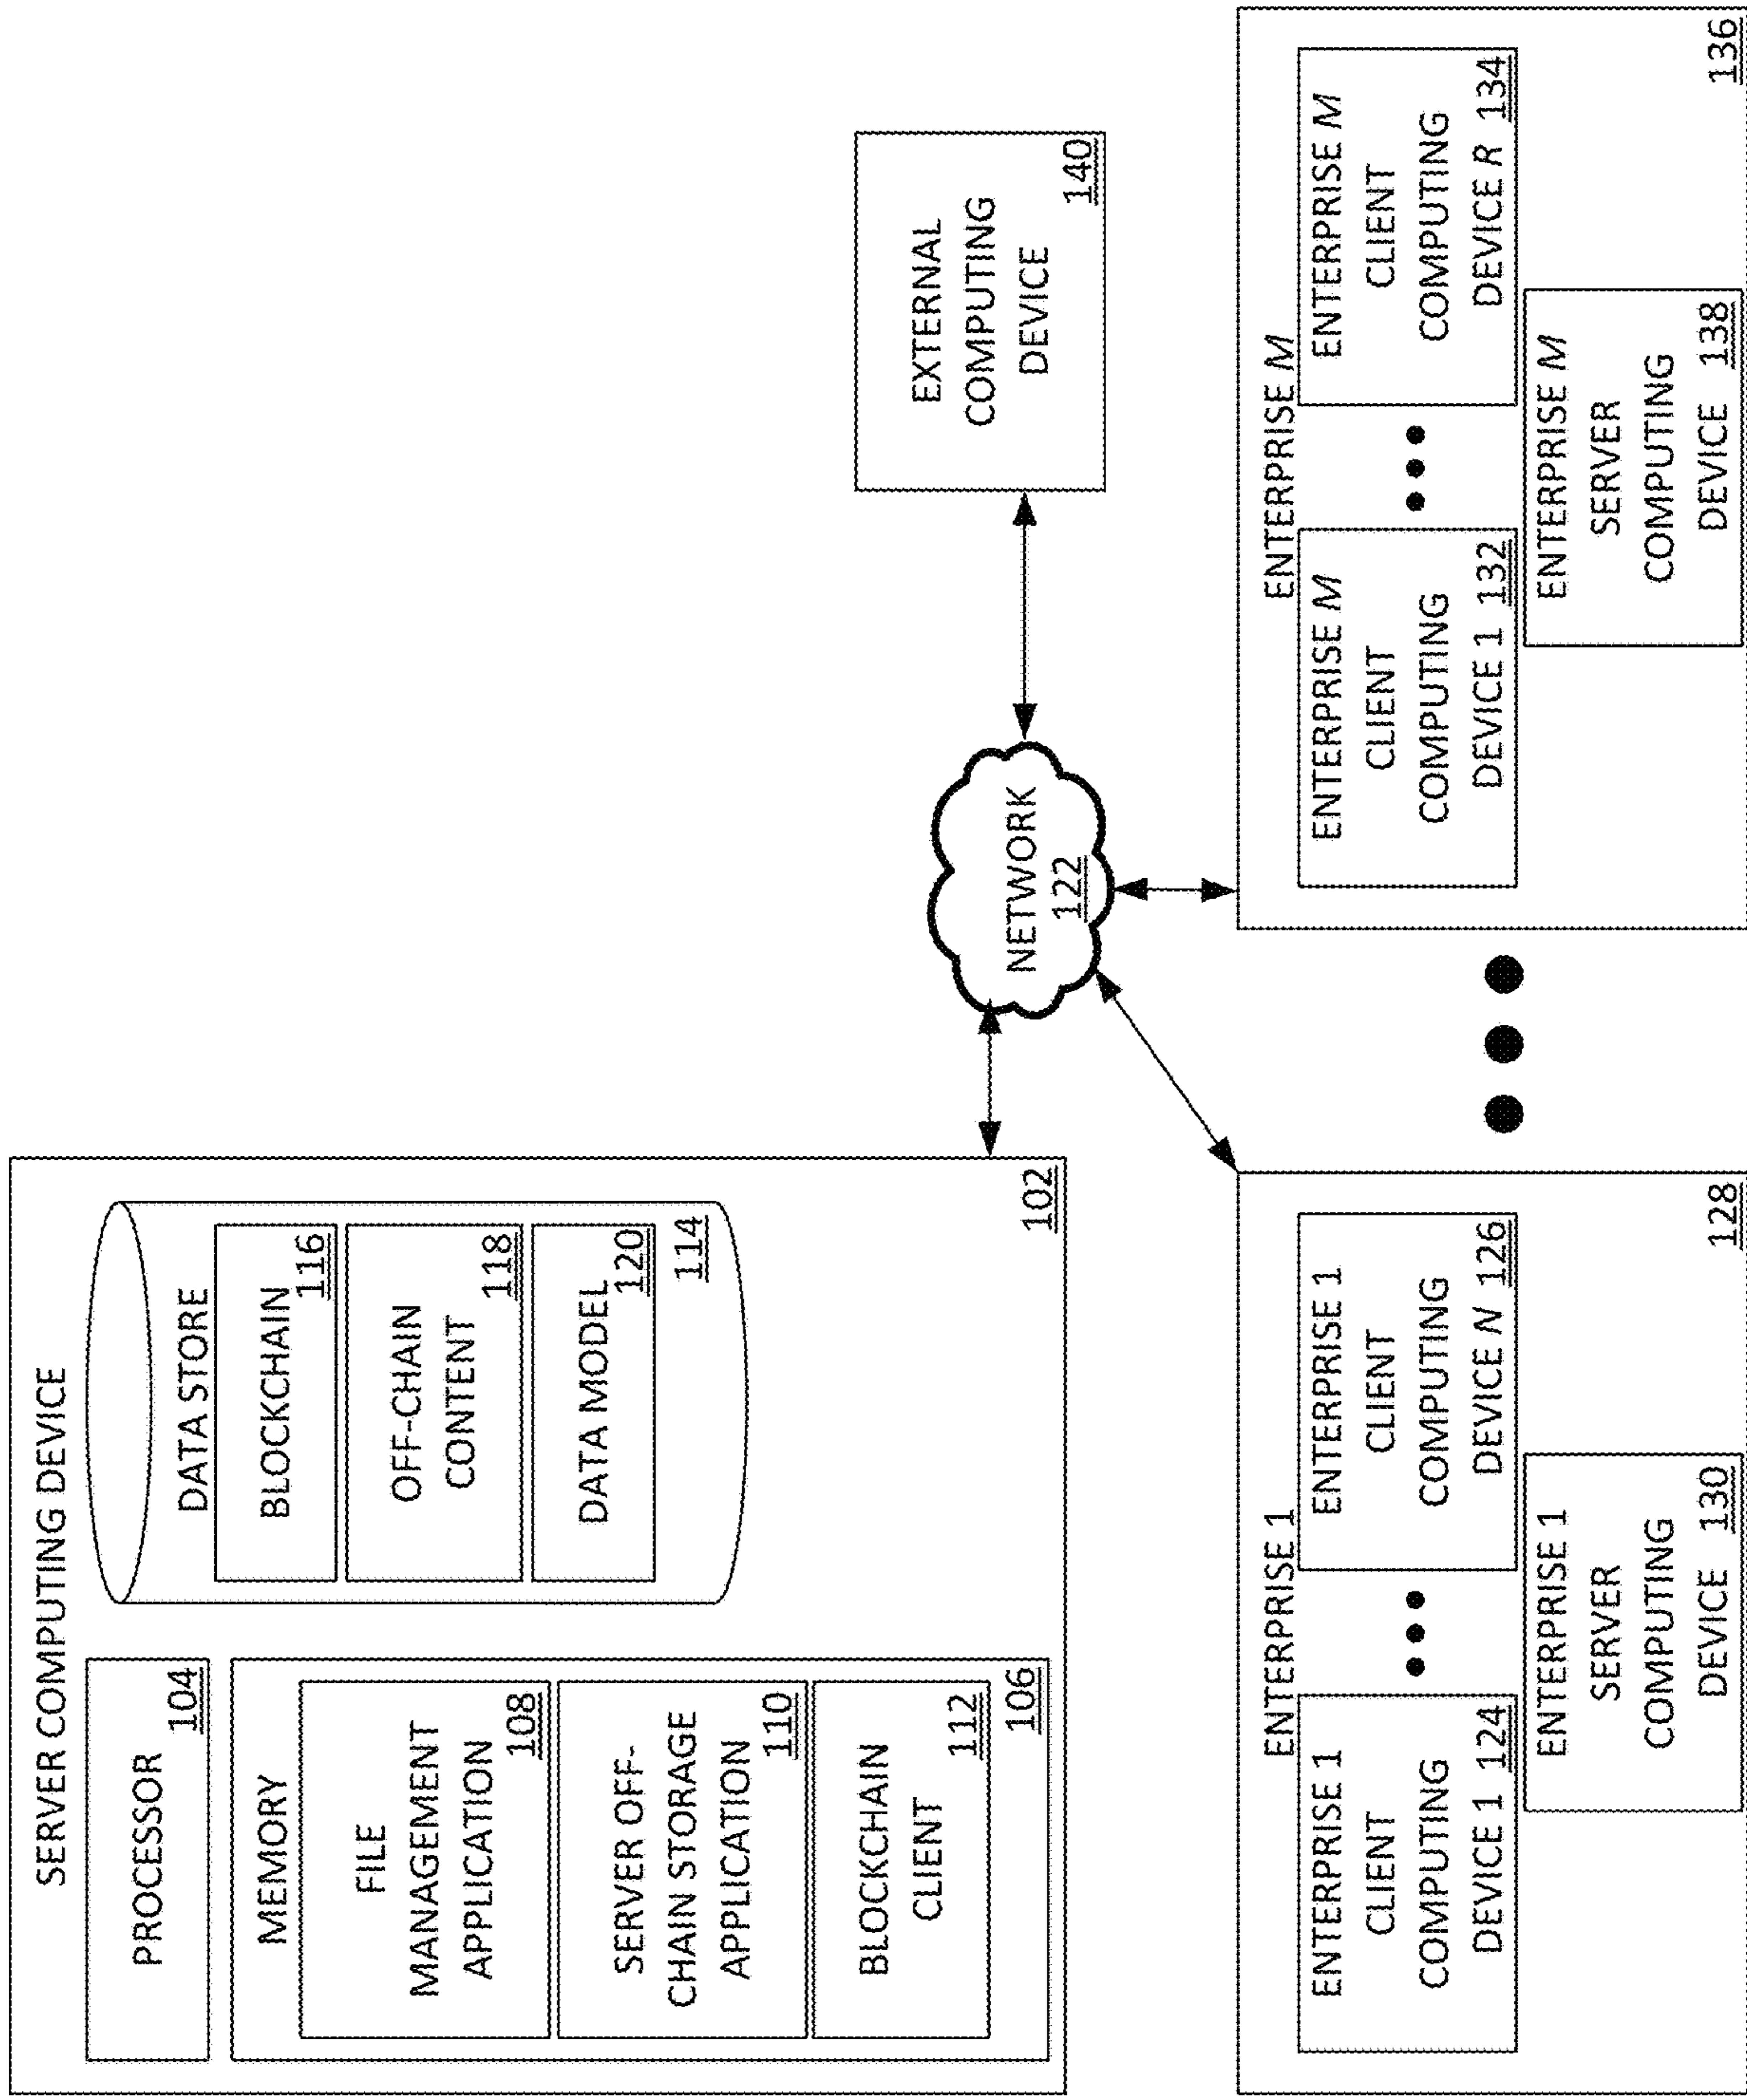 SERVER COMPUTING DEVICE
PROCESSOR
104
MEMORY
FILE
MANAGEMENT
APPLICATION
108
SERVER OFF-
CHAIN STORAGE
APPLICATION
110
BLOCKCHAIN
CLIENT
112
106
DATA STORE
BLOCKCHAIN
116
OFF-CHAIN
CONTENT
118
DATA MODEL
120
114
102
NETWORK
122
EXTERNAL
COMPUTING
DEVICE
140
ENTERPRISE 1
ENTERPRISE 1
CLIENT
COMPUTING
DEVICE 1 124
ENTERPRISE 1
CLIENT
COMPUTING
DEVICE N 126
ENTERPRISE 1
SERVER
COMPUTING
DEVICE 130
128
ENTERPRISE M
ENTERPRISE M
CLIENT
COMPUTING
DEVICE 1 132
ENTERPRISE M
CLIENT
COMPUTING
DEVICE R 134
ENTERPRISE M
SERVER
COMPUTING
DEVICE 138
136